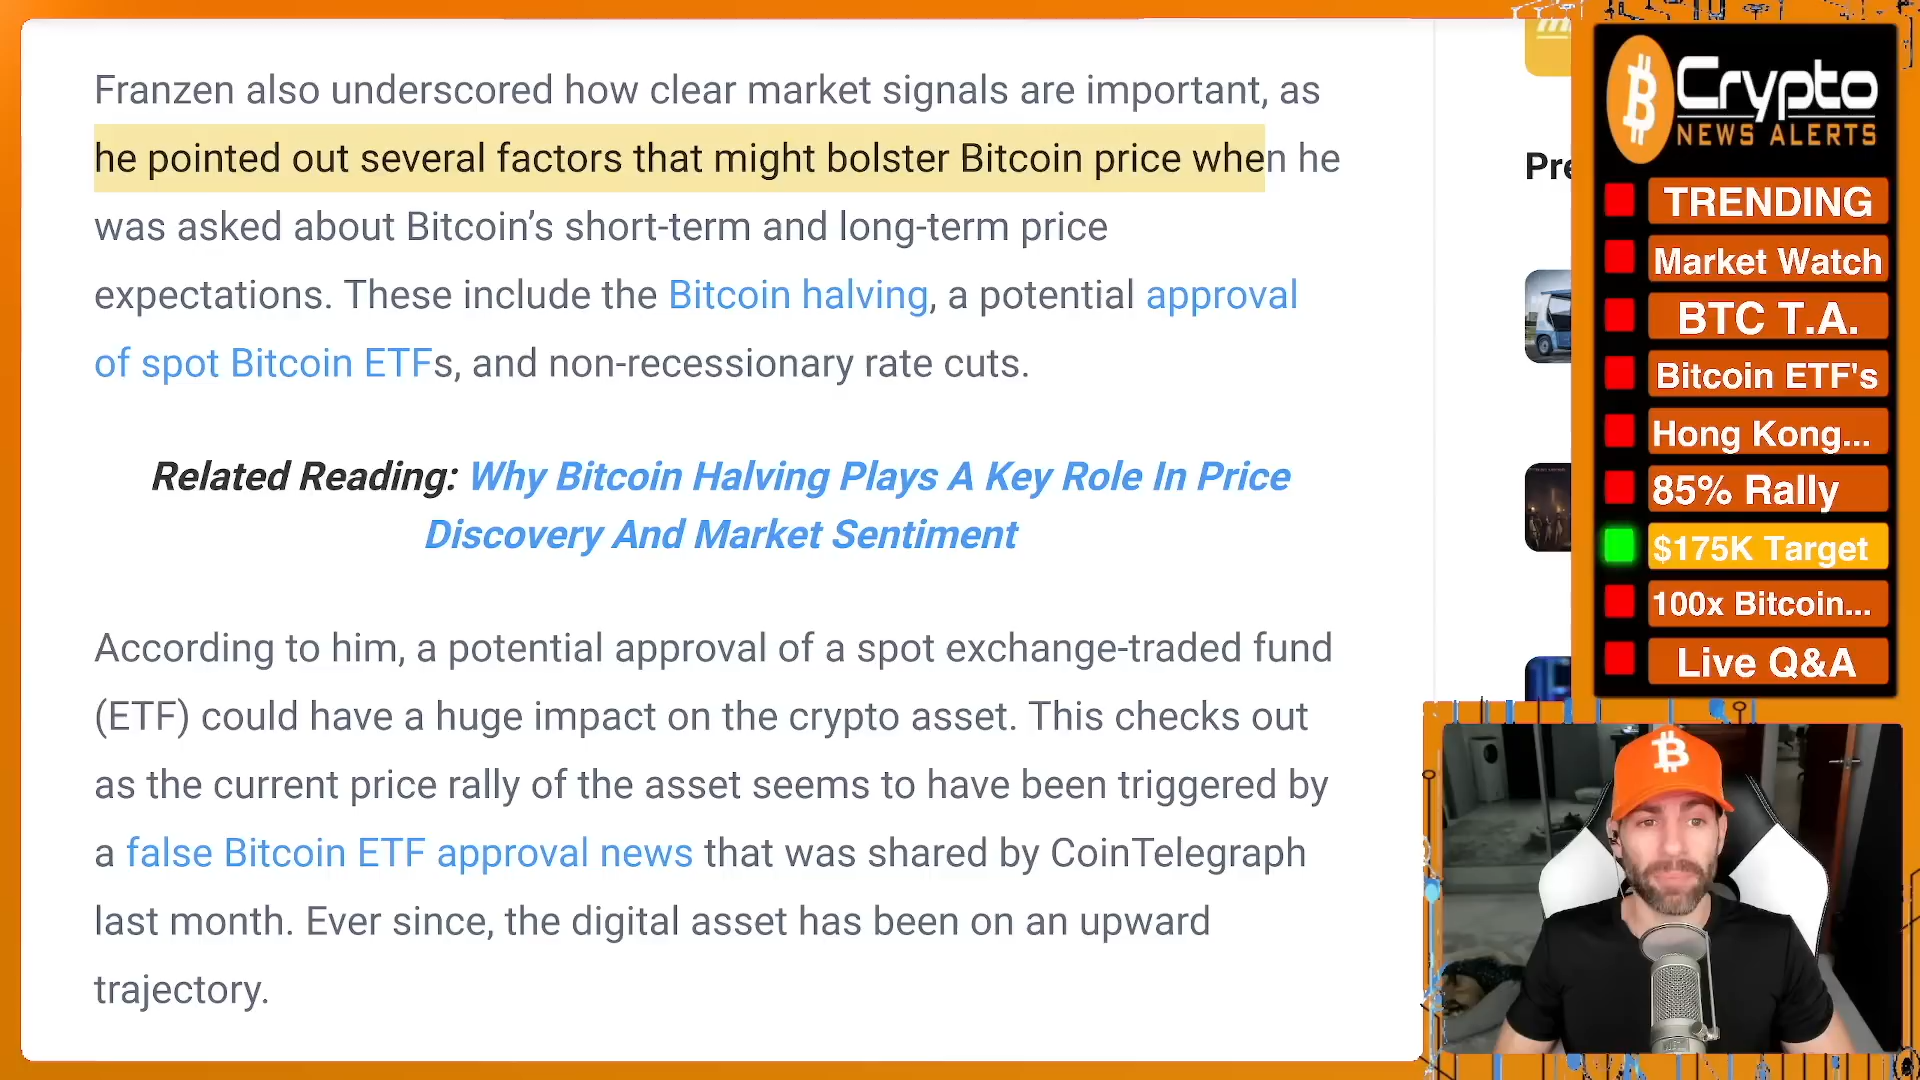 Franzen also underscored how clear market signals are important, as
he pointed out several factors that might bolster Bitcoin price when he
was asked about Bitcoin’s short-term and long-term price
expectations. These include the Bitcoin halving, a potential approval
of spot Bitcoin ETFs, and non-recessionary rate cuts.
Related Reading: Why Bitcoin Halving Plays A Key Role In Price
Discovery And Market Sentiment
According to him, a potential approval of a spot exchange-traded fund
(ETF) could have a huge impact on the crypto asset. This checks out
as the current price rally of the asset seems to have been triggered by
a false Bitcoin ETF approval news that was shared by CoinTelegraph
last month. Ever since, the digital asset has been on an upward
trajectory.
Pre
Crypto
NEWS ALERTS
TRENDING
Market Watch
BTC T.A.
Bitcoin ETF's
Hong Kong...
85% Rally
$175K Target
100x Bitcoin...
Live Q&A